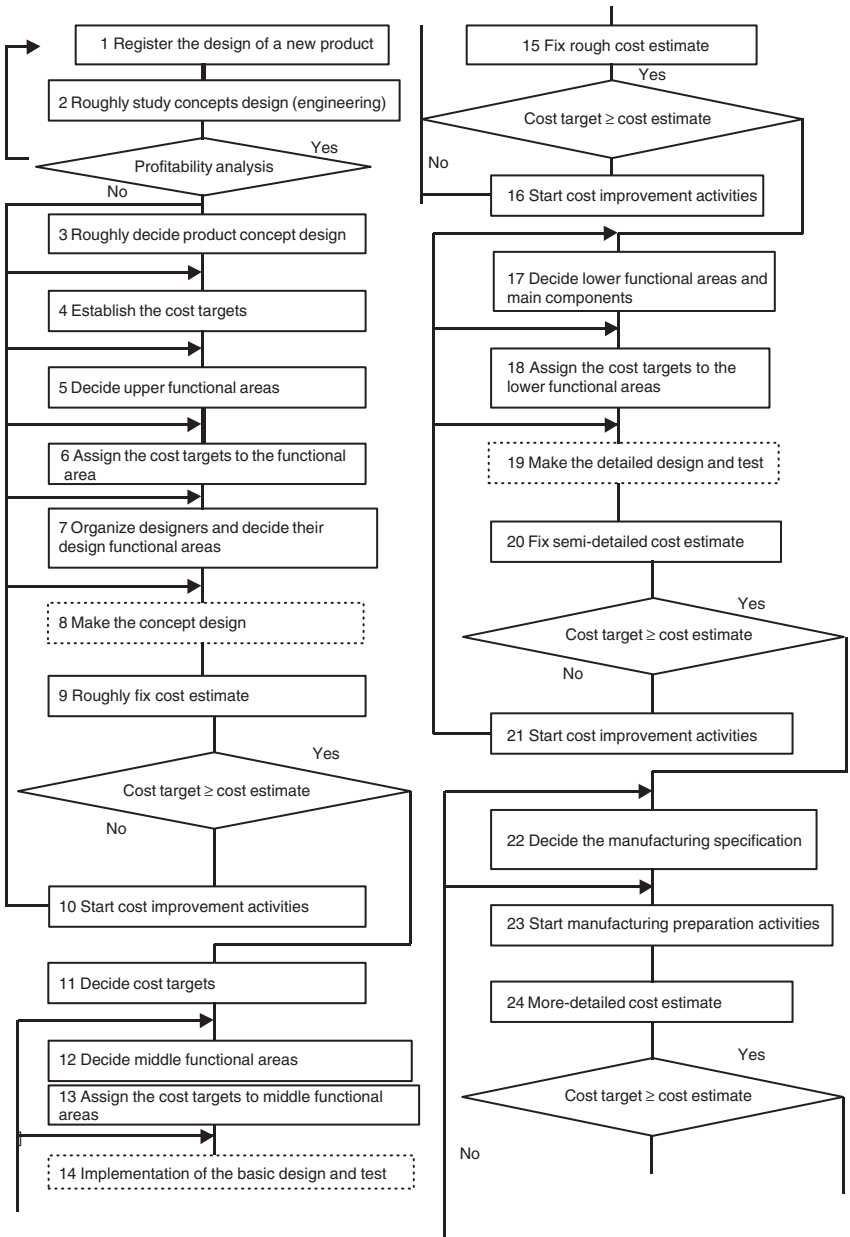 1 Register the design of a new product
2 Roughly study concepts design (engineering)
Yes
Profitability analysis
No
3 Roughly decide product concept design
4 Establish the cost targets
5 Decide upper functional areas
6 Assign the cost targets to the functional
area
7 Organize designers and decide their
design functional areas
8 Make the concept design
9 Roughly fix cost estimate
Yes
Cost target ≥ cost estimate
No
10 Start cost improvement activities
11 Decide cost targets
12 Decide middle functional areas
13 Assign the cost targets to middle functional
areas
14 Implementation of the basic design and test
15 Fix rough cost estimate
Yes
Cost target ≥ cost estimate
No
16 Start cost improvement activities
17 Decide lower functional areas and
main components
18 Assign the cost targets to the
lower functional areas
19 Make the detailed design and test
20 Fix semi-detailed cost estimate
Yes
Cost target ≥ cost estimate
No
21 Start cost improvement activities
22 Decide the manufacturing specification
23 Start manufacturing preparation activities
24 More-detailed cost estimate
Yes
Cost target ≥ cost estimate
No